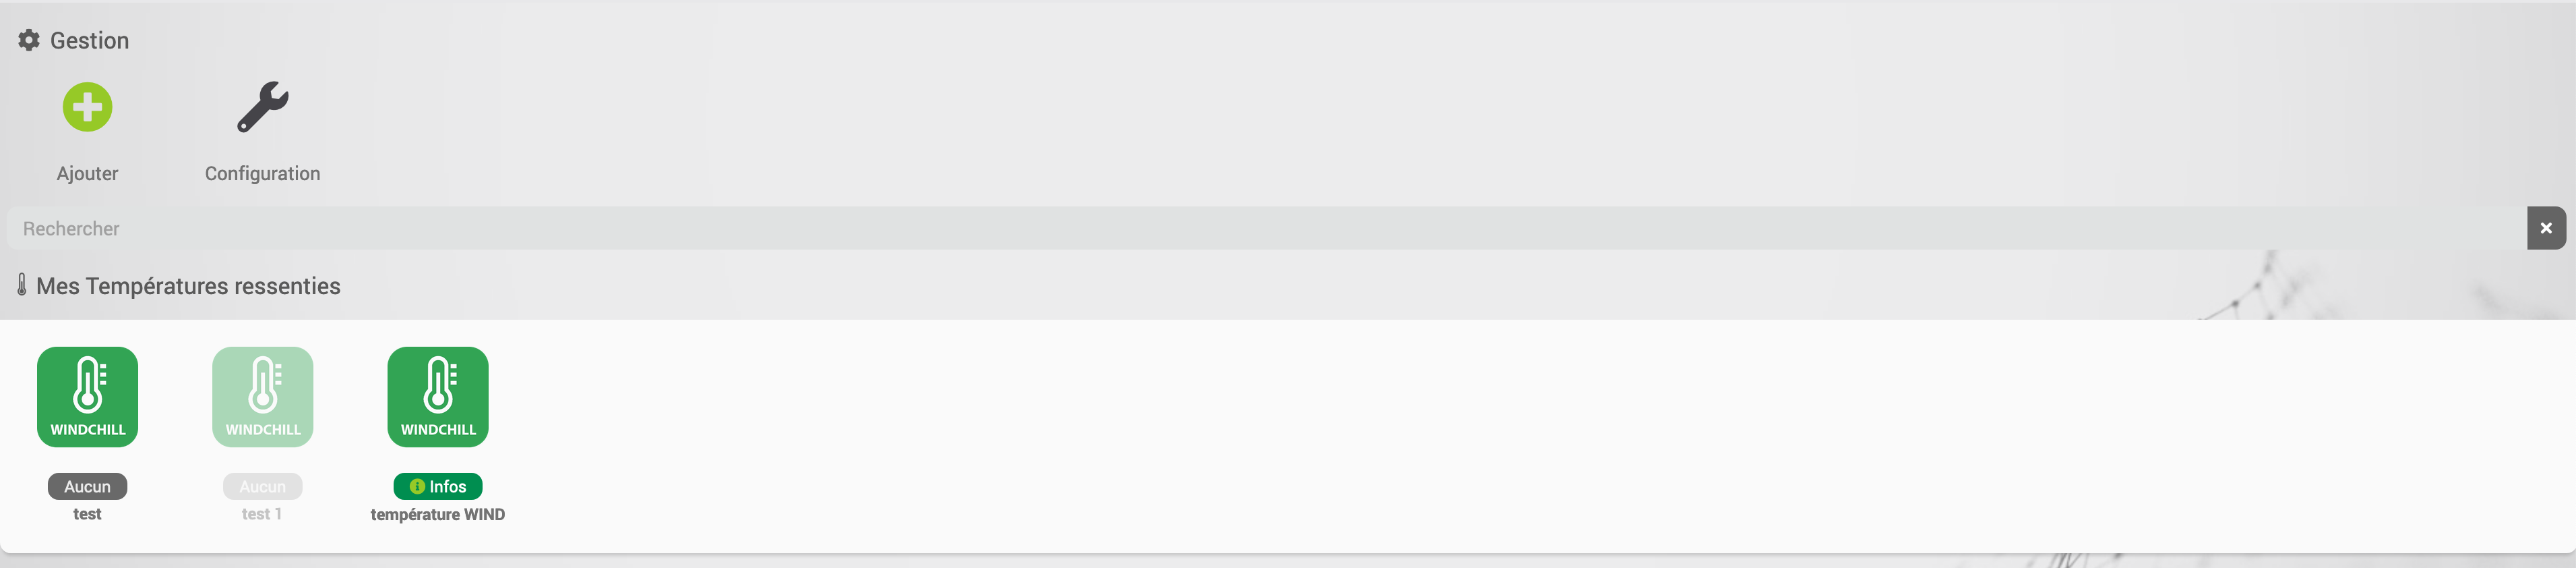 Gestion
Ajouter
Configuration
Rechercher
Mes Températures ressenties
WINDCHILL
WINDCHILL
WINDCHILL
Aucun
Aucun
Infos
test
test 1
température WIND